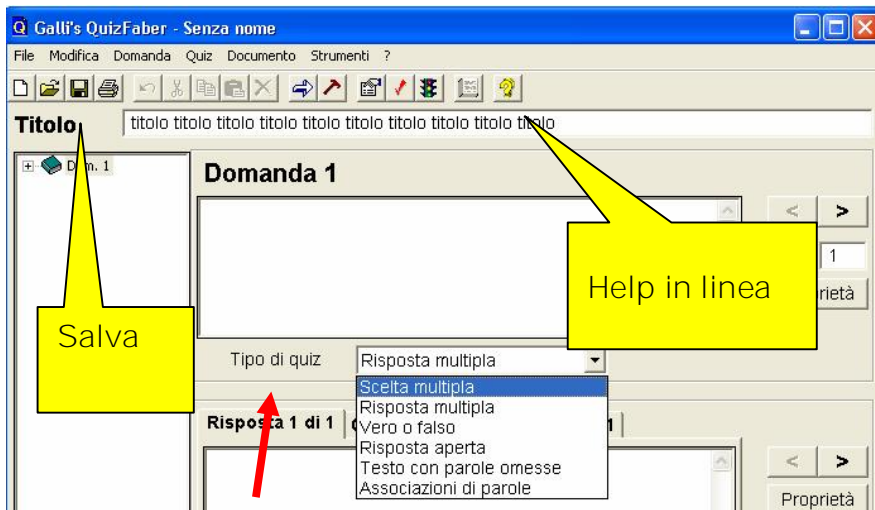 Galli's QuizFaber - Senza nome
File Modifica Domanda Quiz Documento Strumenti ?
Titolo titolo titolo titolo titolo titolo titolo titolo titolo titolo titolo
1
Domanda 1
< >
1
Help in linea
Salva
Tipo di quiz Risposta multipla
Scelta multipla
Risposta multipla
Vero o falso
Risposta aperta
Testo con parole omesse
Associazioni di parole
Risposta 1 di 1
< >
Proprietà